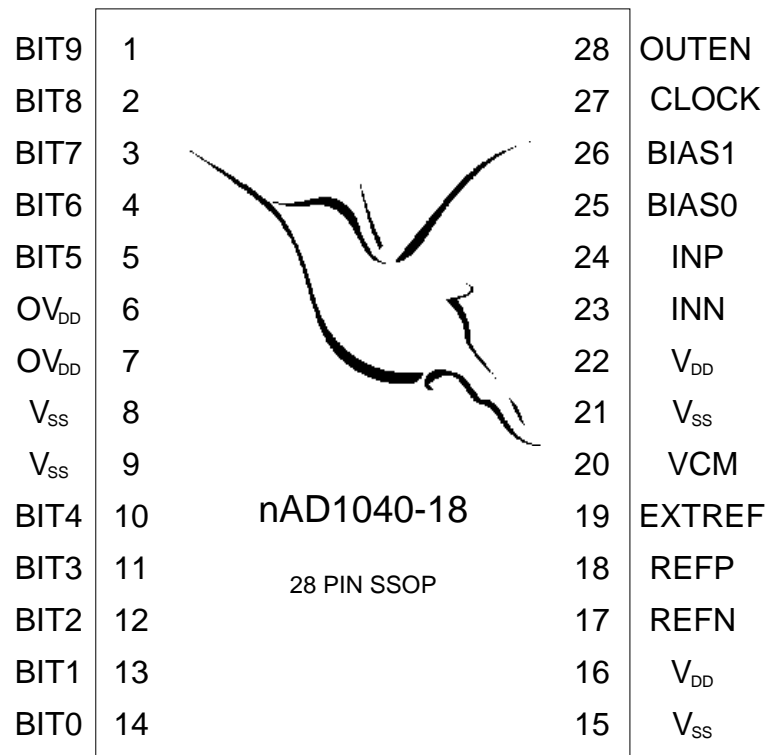 BIT9 1 28 OUTEN
BIT8 2 27 CLOCK
BIT7 3 26 BIAS1
BIT6 4 25 BIAS0
BIT5 5 24 INP
OVDD 6 23 INN
OVDD 7 22 VDD
VSS 8 21 VSS
VSS 9 20 VCM
BIT4 10 nAD1040-18 19 EXTREF
BIT3 11 28 PIN SSOP 18 REFP
BIT2 12 17 REFN
BIT1 13 16 VDD
BIT0 14 15 VSS